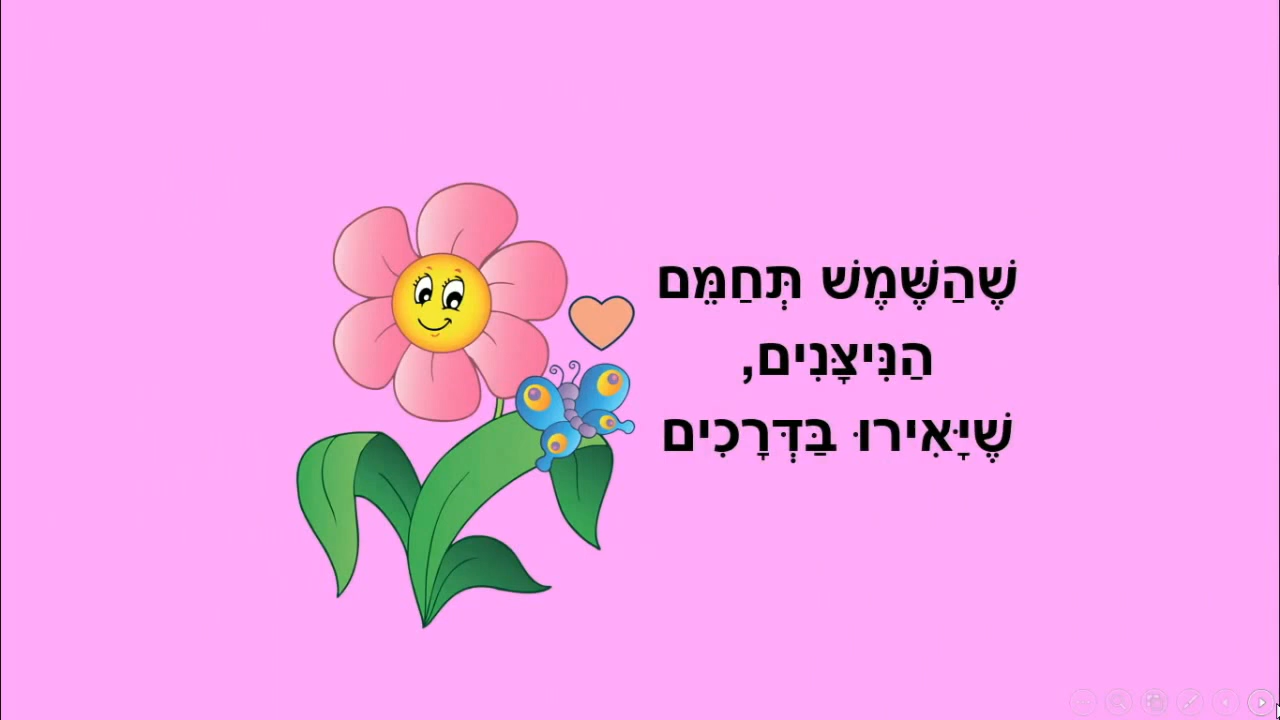 שֶׁהַשֶּׁמֶשׁ תְּחַמֵּם
הַנִּיצָּנִים,
שֶׁיָּאִירוּ בַּדְּרָכִים